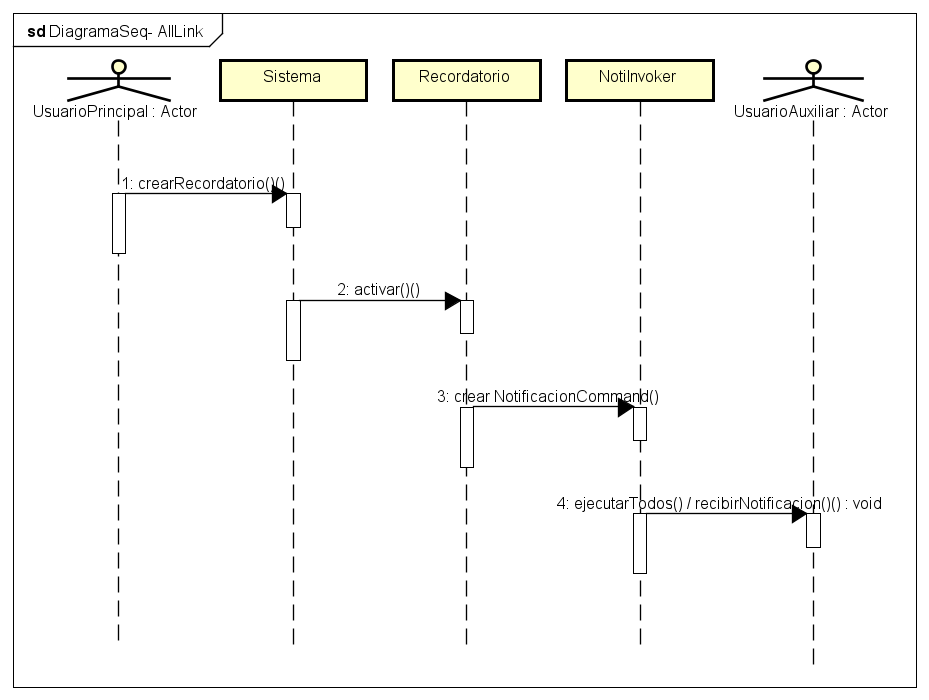 sd DiagramaSeq- AllLink
Sistema
Recordatorio
NotiInvoker
UsuarioPrincipal : Actor
UsuarioAuxiliar : Actor
1: crearRecordatorio()()
2: activar()()
3: crear NotificacionCommand()
4: ejecutarTodos() / recibirNotificacion()() : void